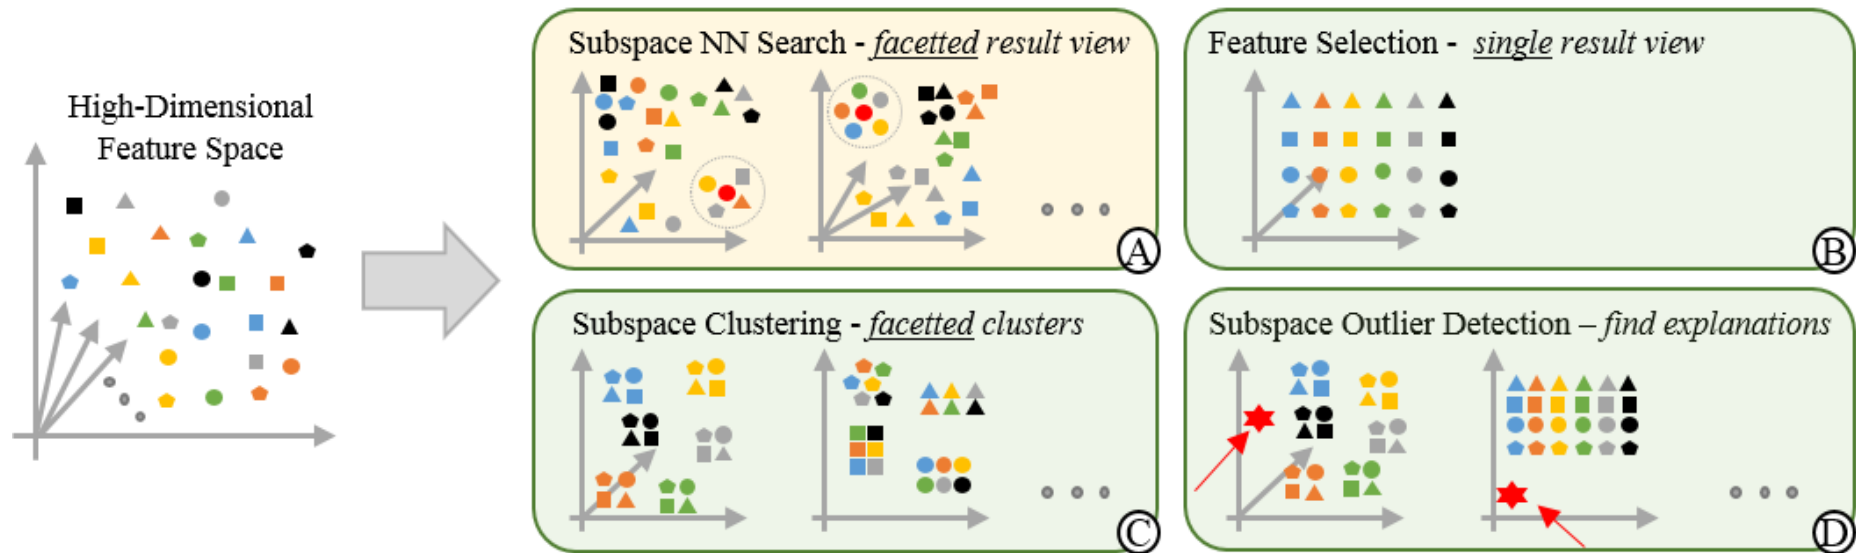 High-Dimensional
Feature Space
Subspace NN Search - facetted result view
A
Feature Selection - single result view
B
Subspace Clustering - facetted clusters
C
Subspace Outlier Detection – find explanations
D